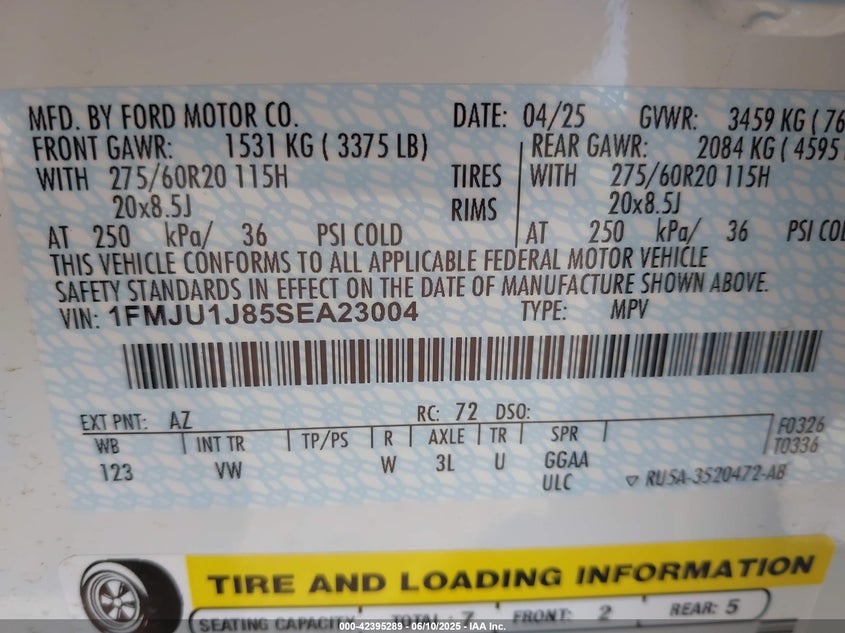 MFD. BY FORD MOTOR CO. DATE: 04/25 GVWR: 3459 KG ( 76
FRONT GAWR: 1531 KG ( 3375 LB) REAR GAWR: 2084 KG ( 4595
WITH 275/60R20 115H TIRES WITH 275/60R20 115H
20x8.5J RIMS 20x8.5J
AT 250 kPa/ 36 PSI COLD AT 250 kPa/ 36 PSI COL
THIS VEHICLE CONFORMS TO ALL APPLICABLE FEDERAL MOTOR VEHICLE
SAFETY STANDARDS IN EFFECT ON THE DATE OF MANUFACTURE SHOWN ABOVE.
VIN: 1FMJU1J85SEA23004 TYPE: MPV
EXT PNT: AZ RC: 72 DSO:
WB INT TR TP/PS R AXLE TR SPR F0326
123 VW W 3L U GGAA T0336
ULC ▽ RU5A-3520472-AB
TIRE AND LOADING INFORMATION
SEATING CAPACITY TOTAL : 7 FRONT: 2 REAR: 5
000-42395289 - 06/10/2025 - IAA Inc.